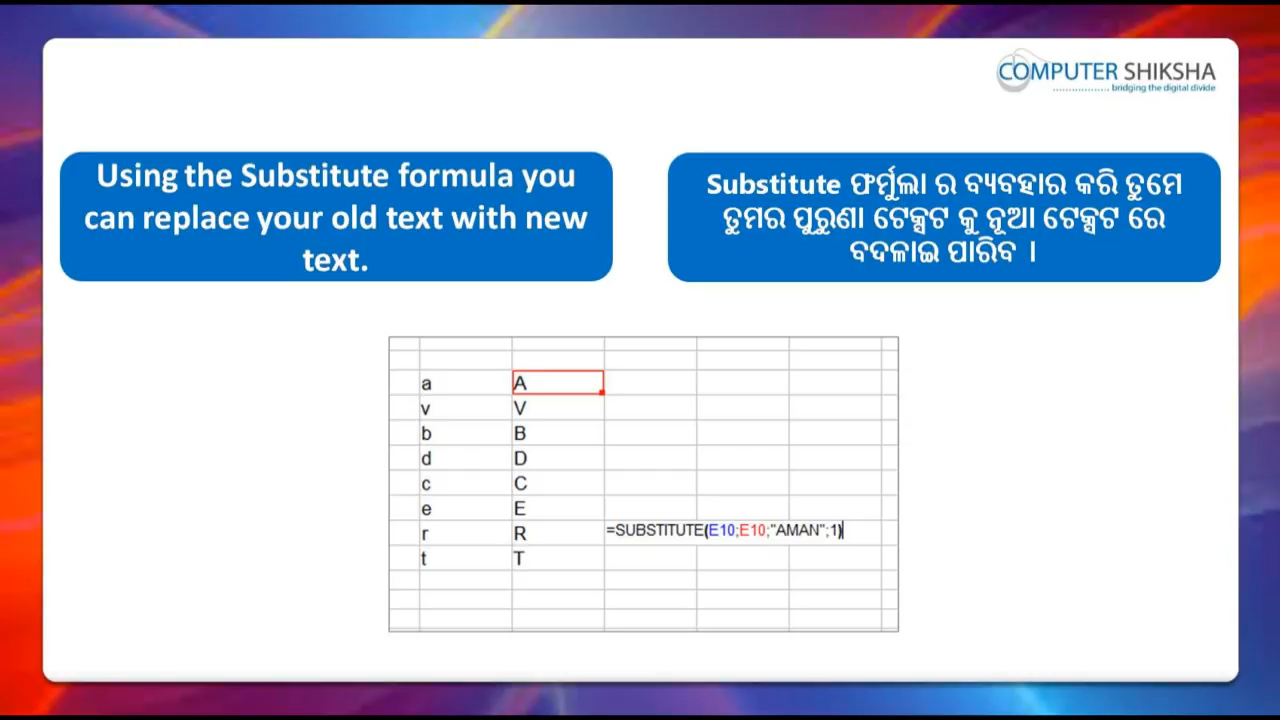 COMPUTER SHIKSHA
bridging the digital divide
Using the Substitute formula you
can replace your old text with new
text.
Substitute ଫର୍ମୁଲା ର ବ୍ୟବହାର କରି ତୁମେ
ତୁମର ପୁରୁଣା ଟେକ୍ସଟ କୁ ନୂଆ ଟେକ୍ସଟ ରେ
ବଦଳାଇ ପାରିବ ।
a A
v V
b B
d D
c C
e E
r R =SUBSTITUTE(E10;E10;"AMAN";1)
t T